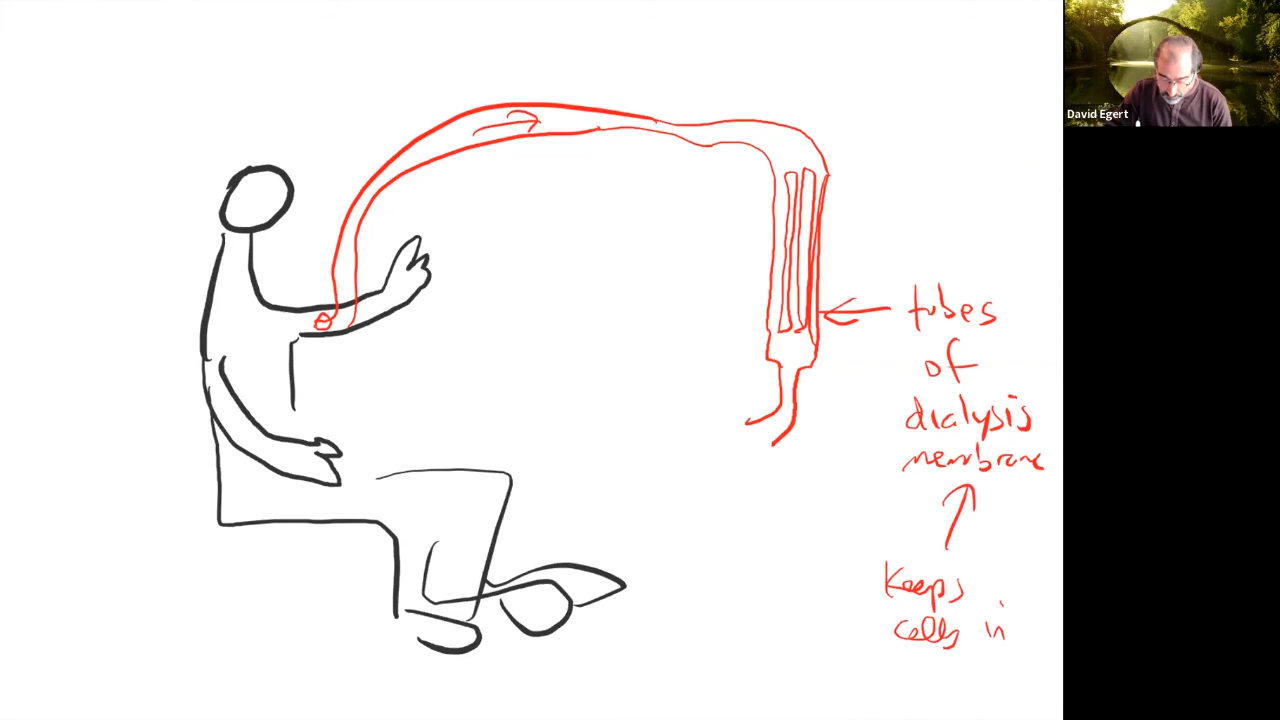 David Egert
tubes
of
dialysis
membrane
Keeps
cells in